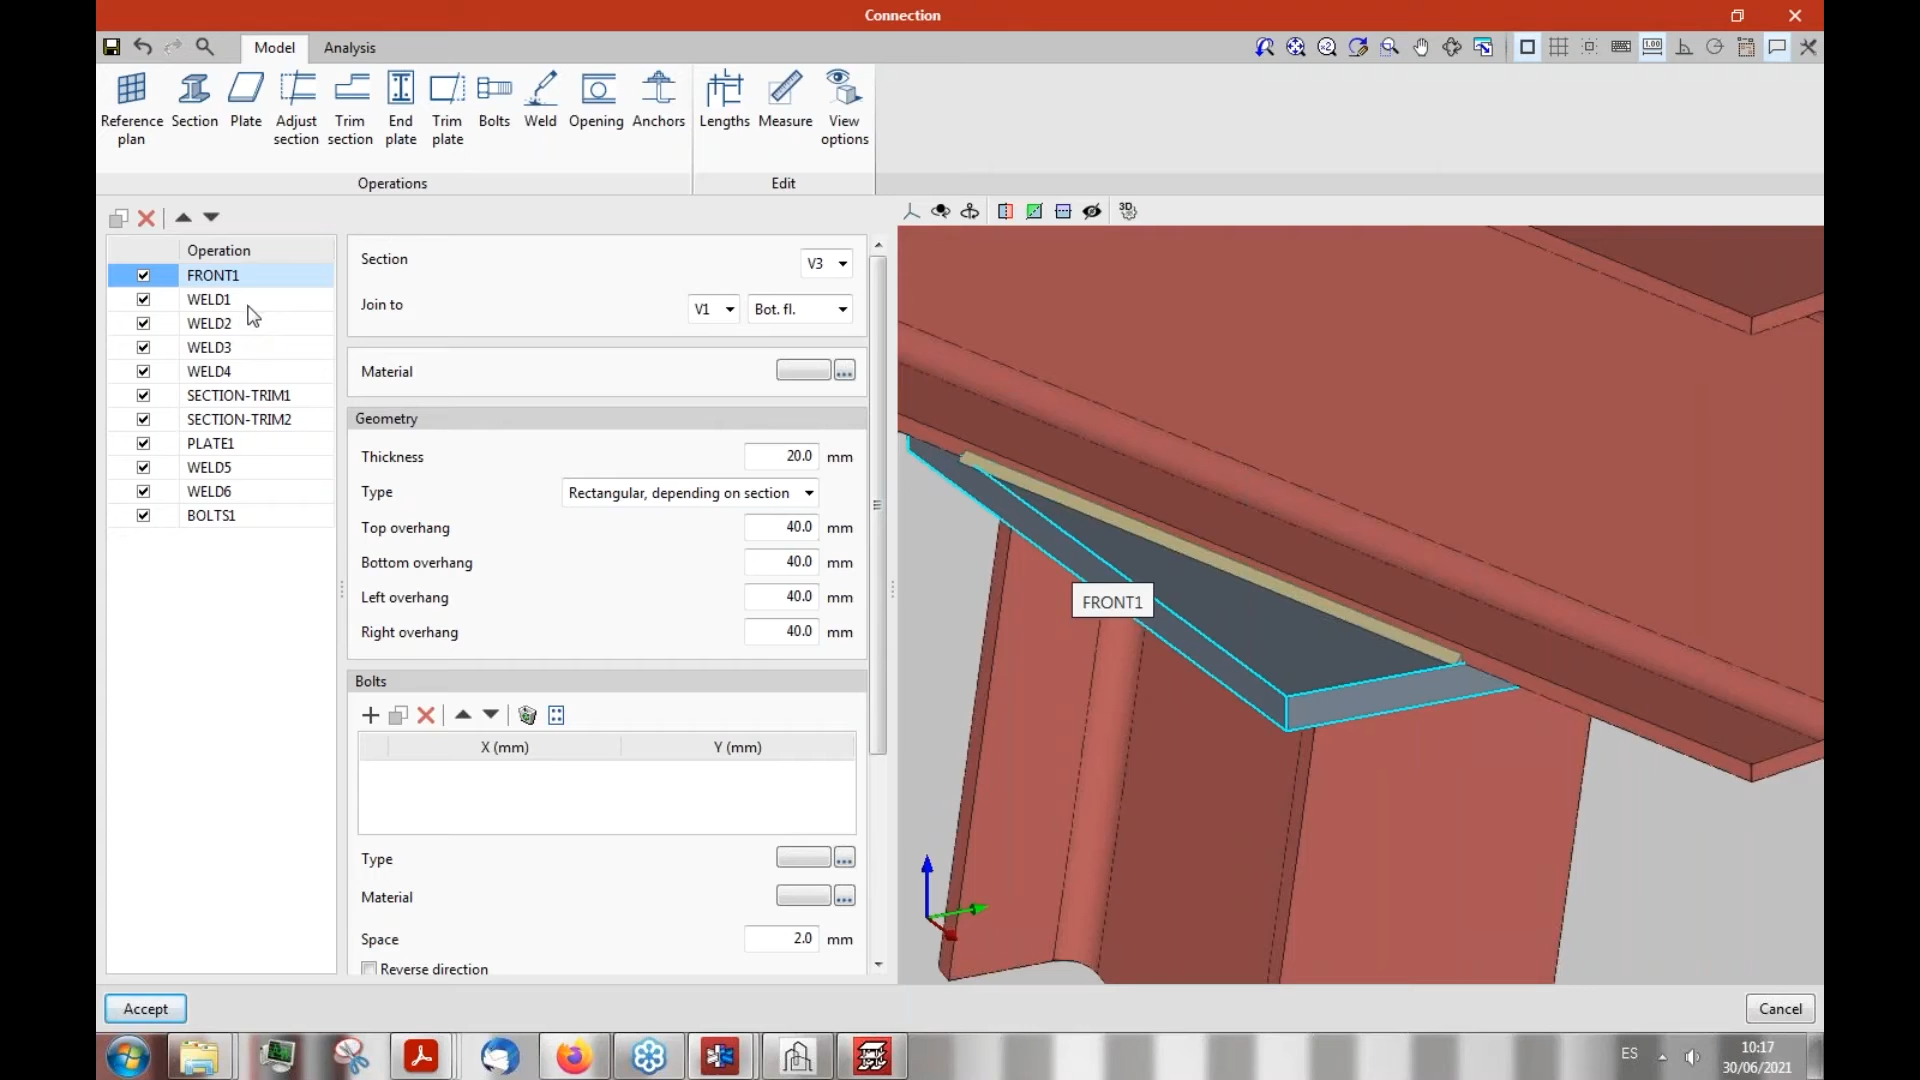 Connection
Model
Analysis
Reference plan
Section
Plate
Adjust section
Trim section
End plate
Trim plate
Bolts
Weld
Opening
Anchors
Lengths
Measure
View options
Operations
Edit
1.00
3D
Operation
FRONT1
WELD1
WELD2
WELD3
WELD4
SECTION-TRIM1
SECTION-TRIM2
PLATE1
WELD5
WELD6
BOLTS1
Section
V3
Join to
V1
Bot. fl.
Material
...
Geometry
Thickness
20.0 mm
Type
Rectangular, depending on section
Top overhang
40.0 mm
Bottom overhang
40.0 mm
Left overhang
40.0 mm
Right overhang
40.0 mm
Bolts
X (mm)
Y (mm)
Type
...
Material
...
Space
2.0 mm
Reverse direction
FRONT1
Accept
Cancel
ES
10:17
30/06/2021